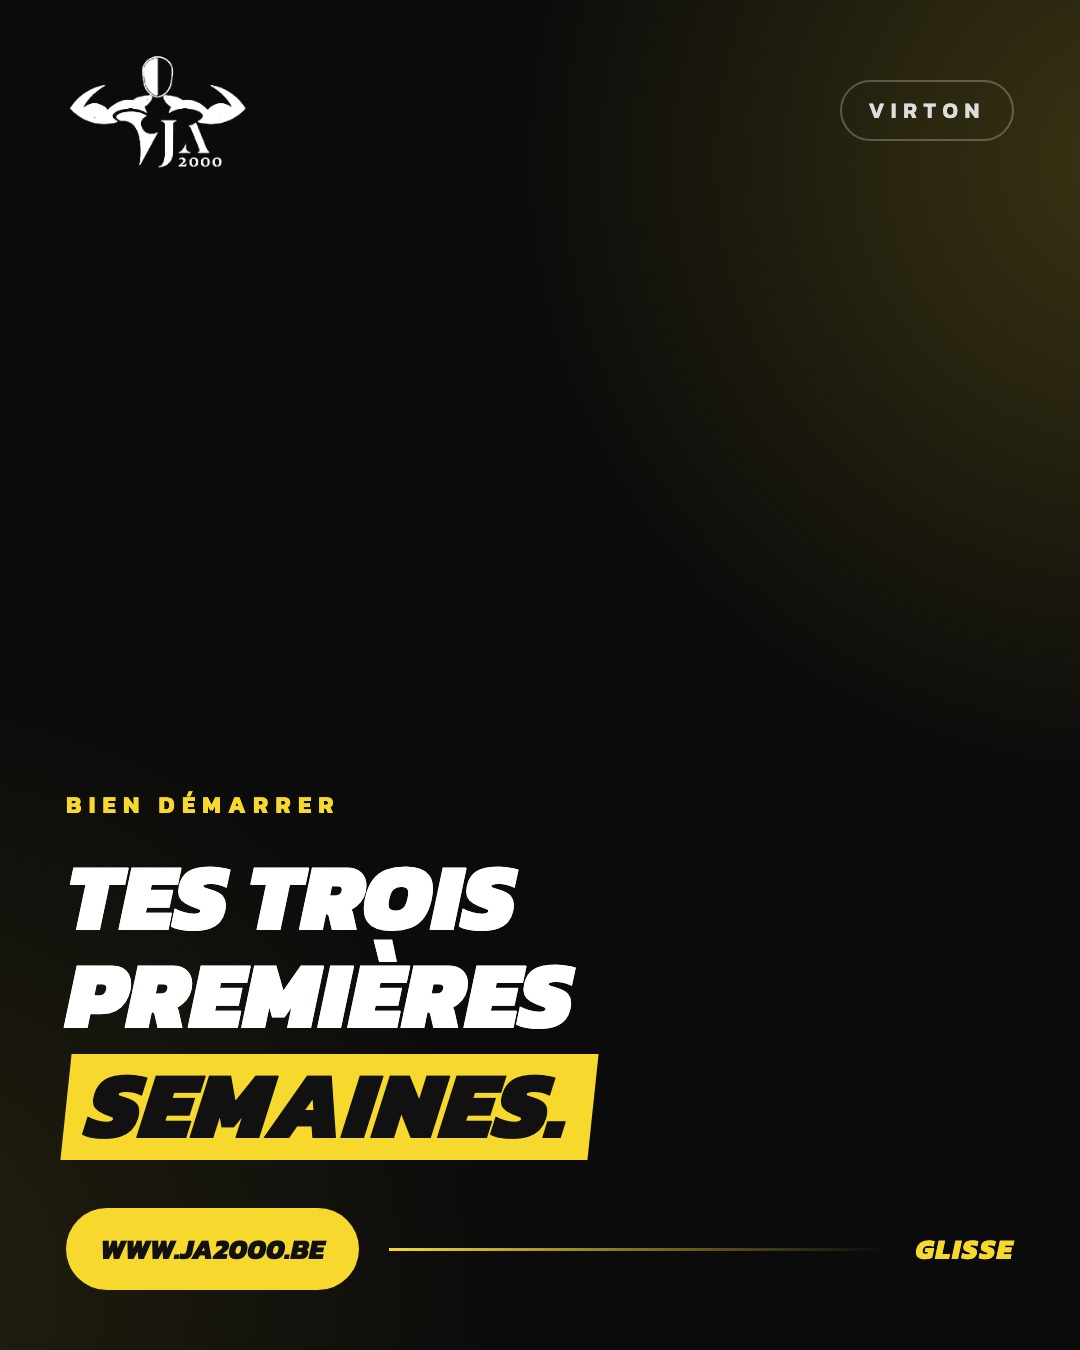 JA
2000
VIRTON
BIEN DÉMARRER
TES TROIS
PREMIÈRES
SEMAINES.
WWW.JA2000.BE
GLISSE